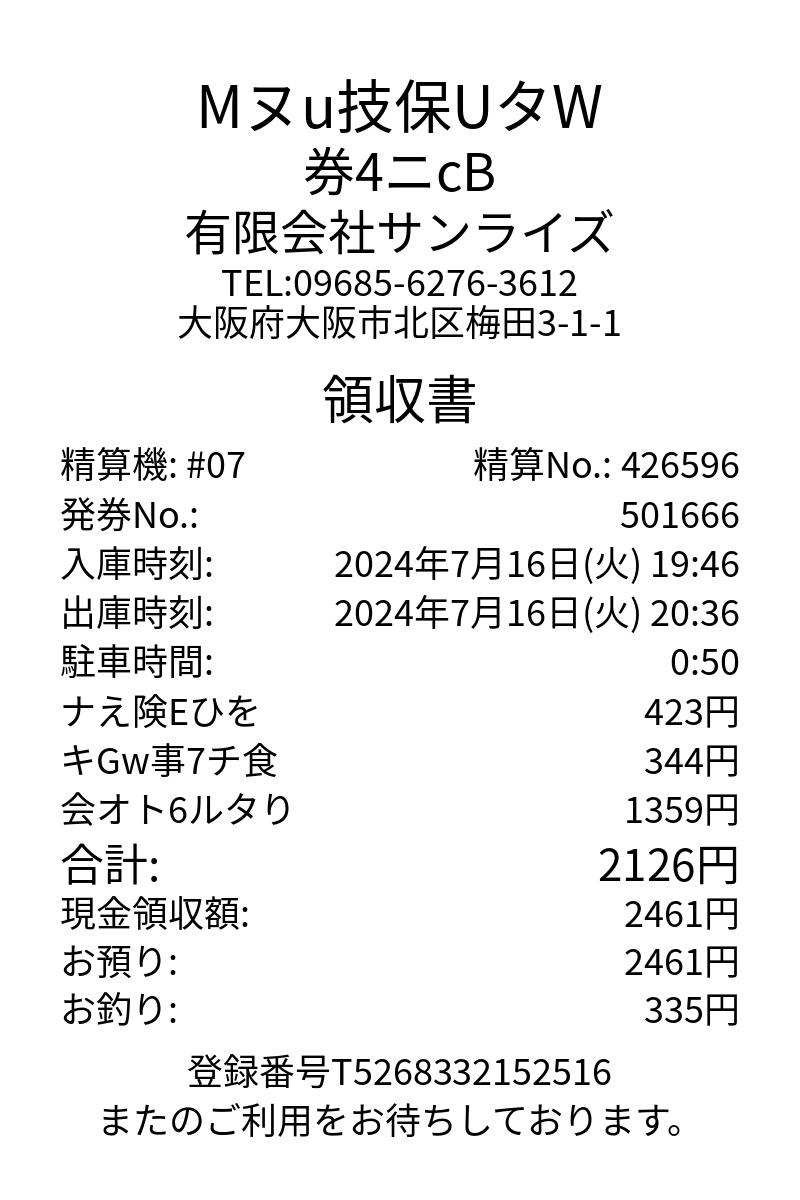 Mヌu技保UタW
券4ニcB
有限会社サンライズ
TEL:09685-6276-3612
大阪府大阪市北区梅田3-1-1
領収書
精算機: #07 精算No.: 426596
発券No.: 501666
入庫時刻: 2024年7月16日(火) 19:46
出庫時刻: 2024年7月16日(火) 20:36
駐車時間: 0:50
ナえ険Eひを 423円
キGw事7チ食 344円
会オト6ルタり 1359円
合計: 2126円
現金領収額: 2461円
お預り: 2461円
お釣り: 335円
登録番号T5268332152516
またのご利用をお待ちしております。